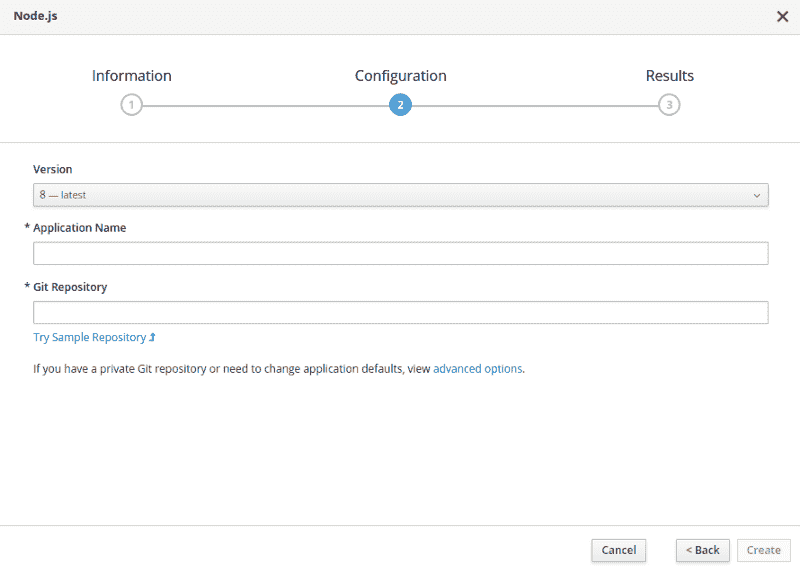 Node.js
Information Configuration Results
1 2 3
Version
8 — latest
* Application Name
* Git Repository
Try Sample Repository
If you have a private Git repository or need to change application defaults, view advanced options.
Cancel < Back Create